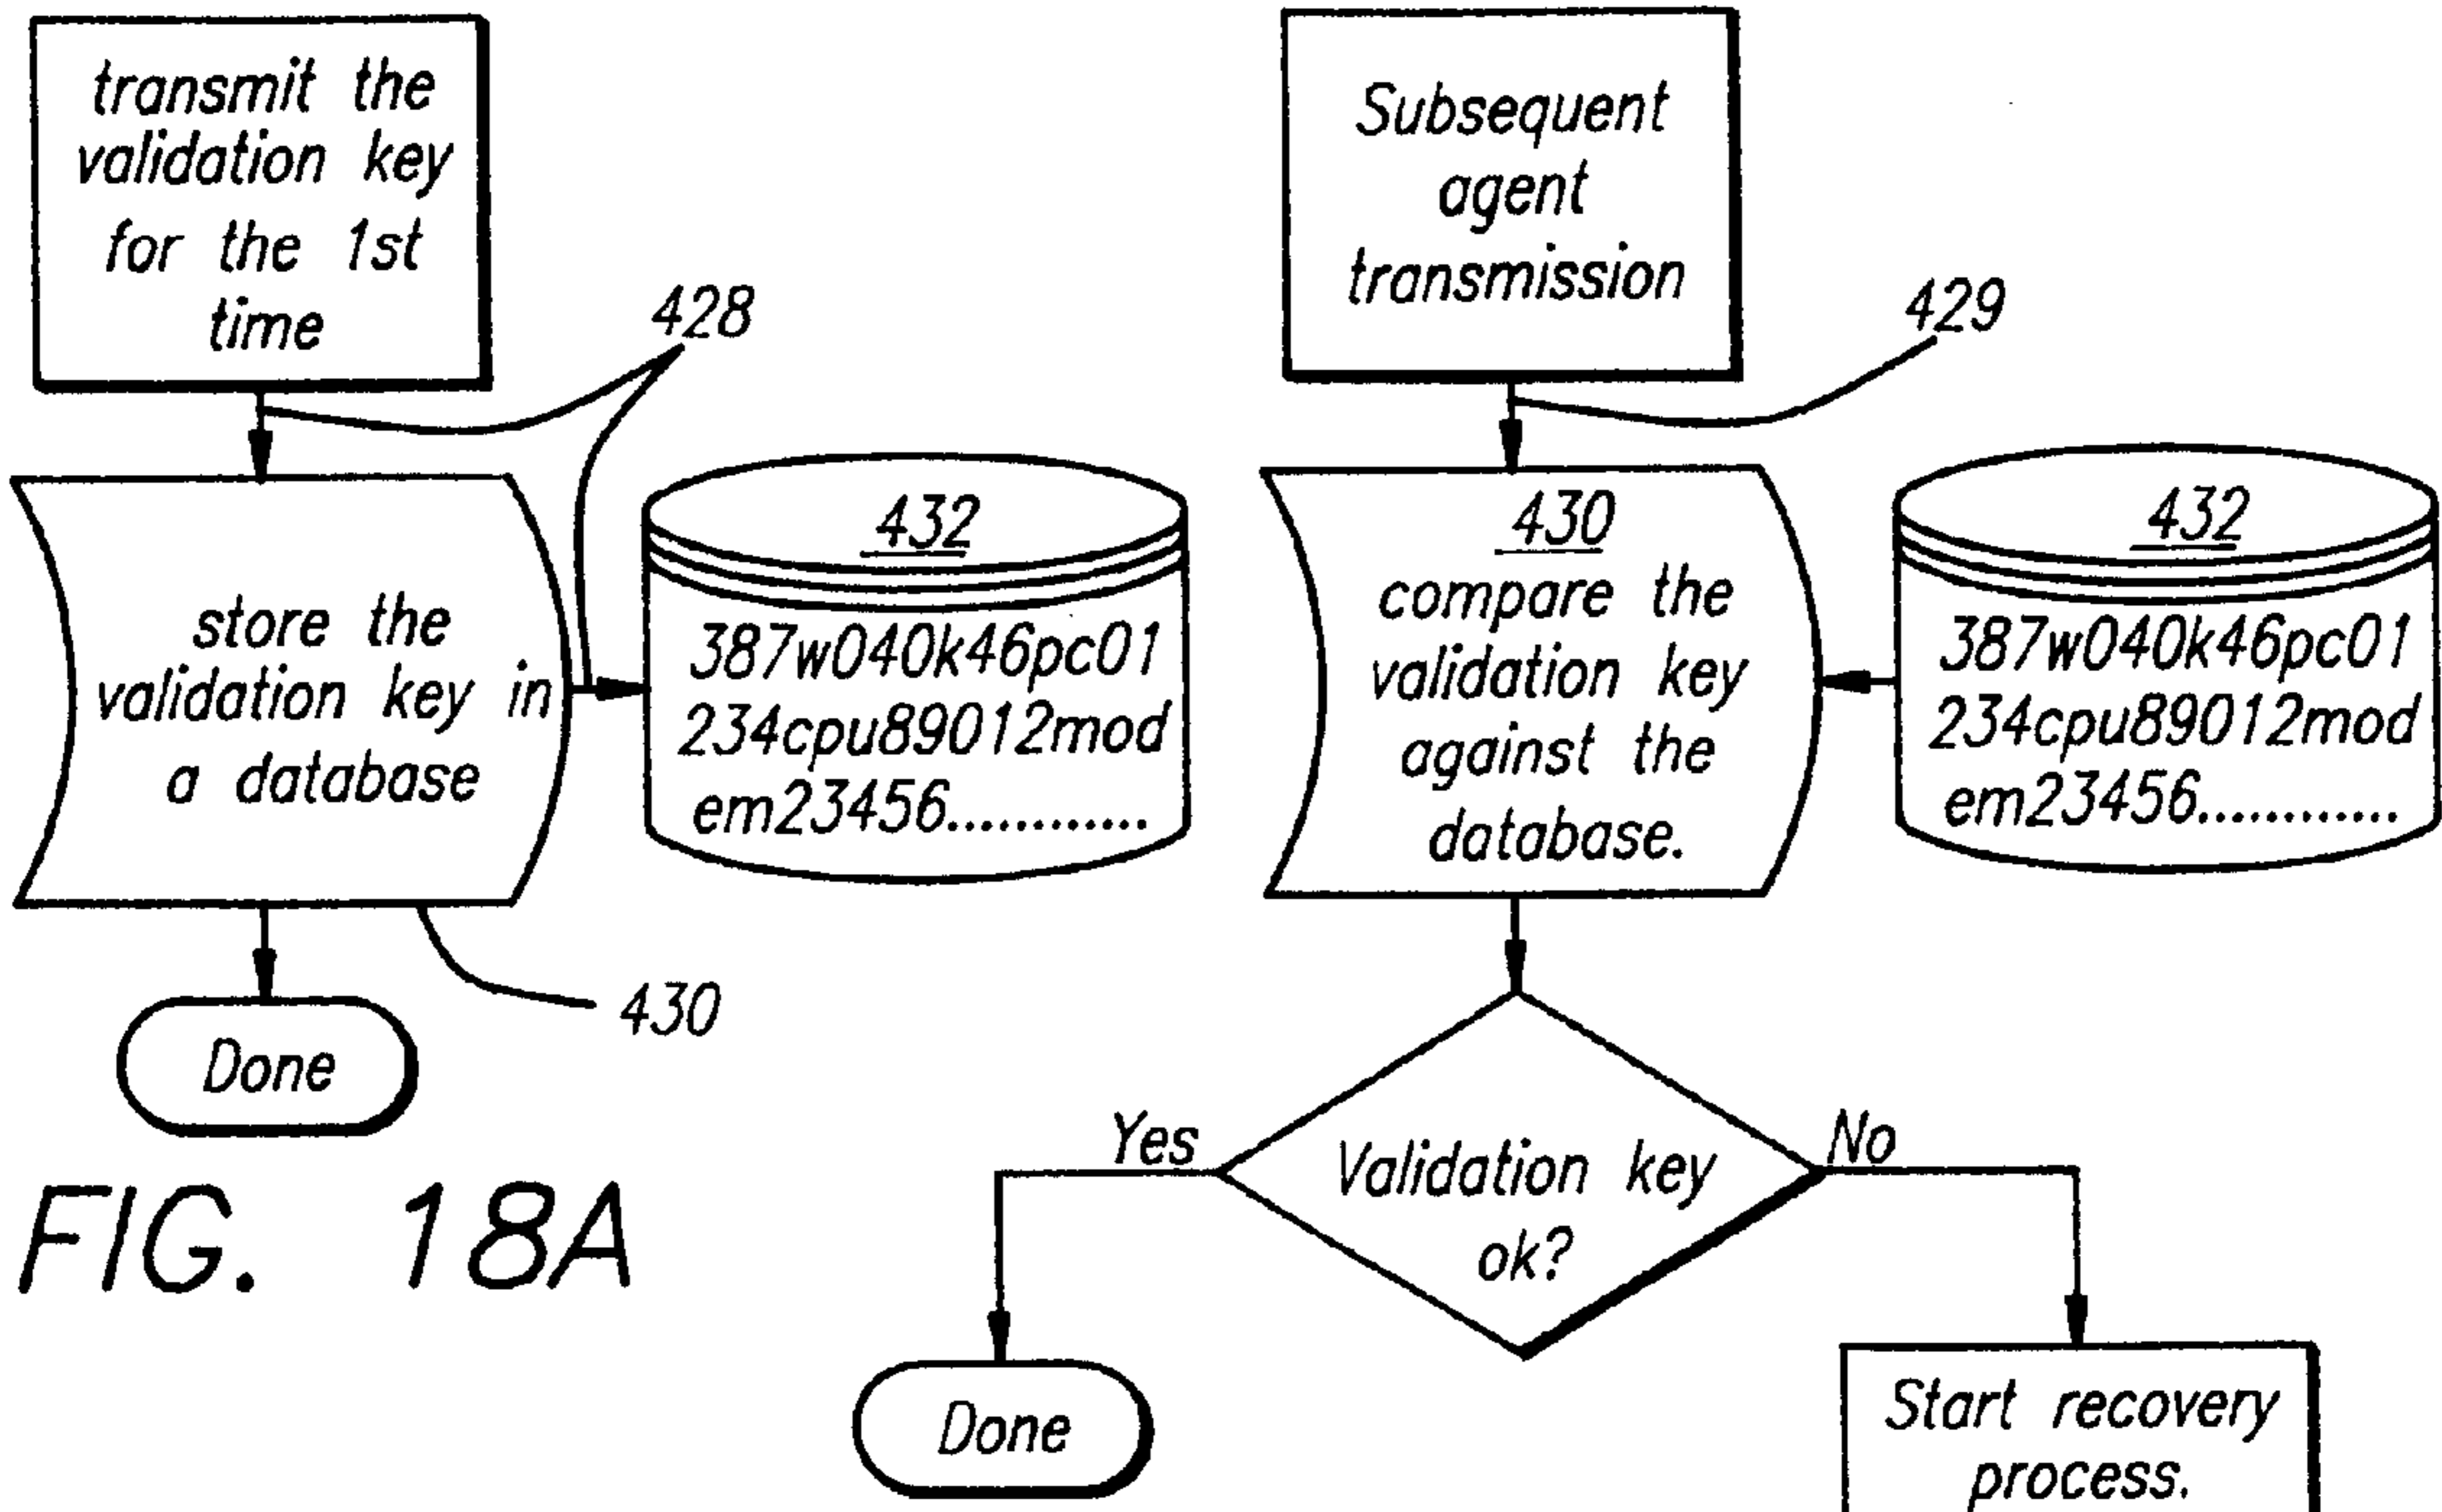 transmit the
validation key
for the 1st
time
428
store the
validation key in
a database
432
387w040k46pc01
234cpu89012mod
em23456............
430
Done
FIG. 18A
Subsequent
agent
transmission
429
430
compare the
validation key
against the
database.
432
387w040k46pc01
234cpu89012mod
em23456............
Validation key
ok?
Yes
No
Done
Start recovery
process.